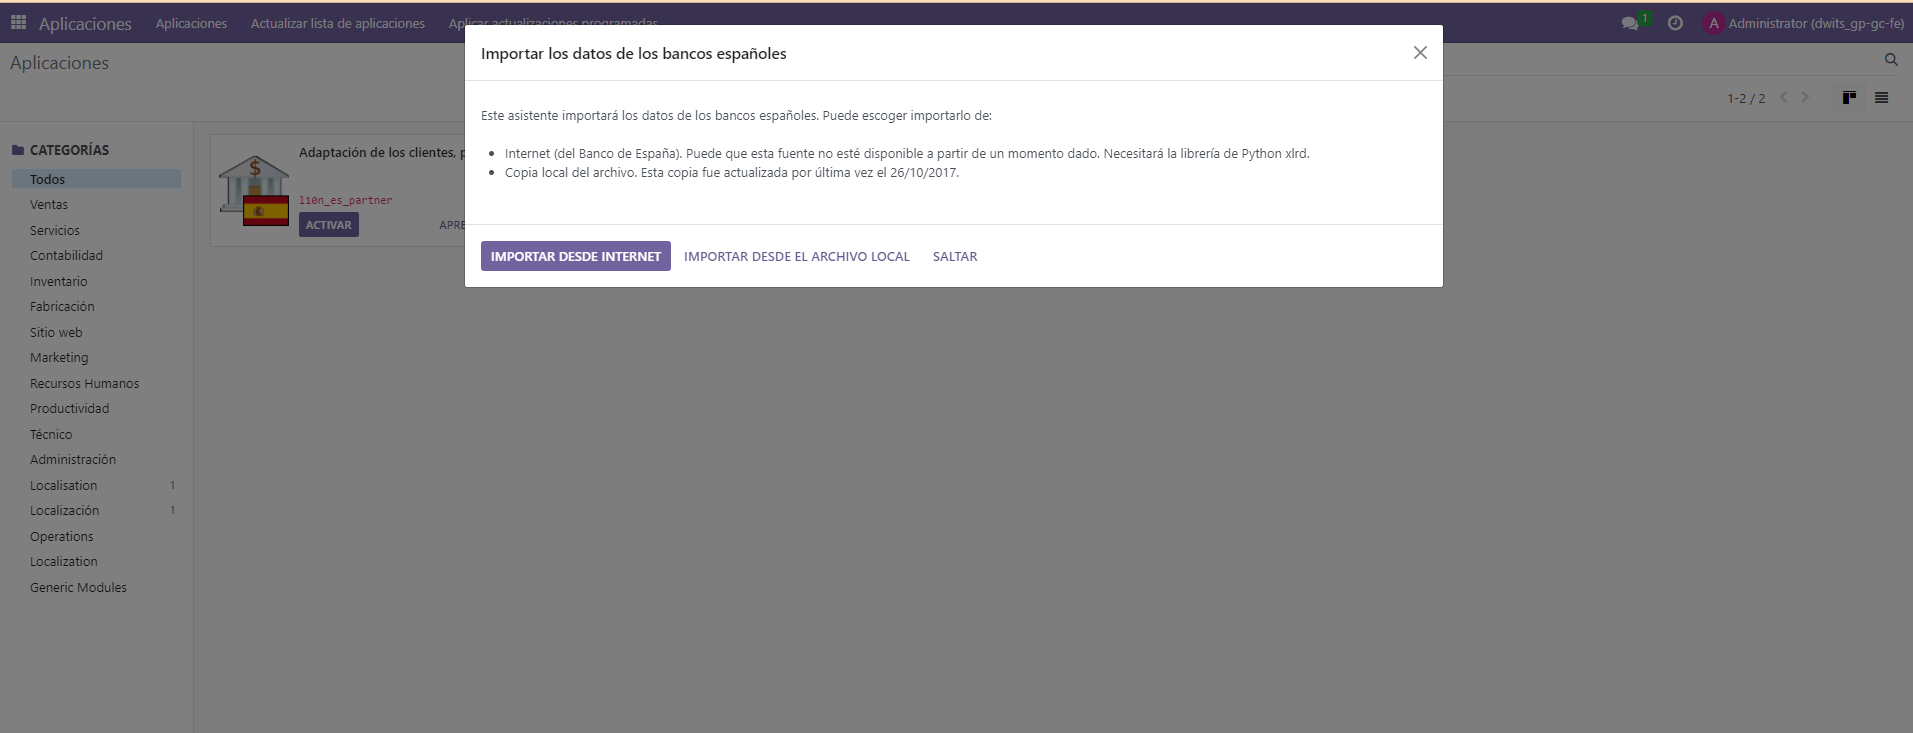 Aplicaciones Aplicaciones Actualizar lista de aplicaciones Aplicar actualizaciones programadas 1 A Administrator (dwits_gp-gc-fe)
Aplicaciones
1-2 / 2
Importar los datos de los bancos españoles
Este asistente importará los datos de los bancos españoles. Puede escoger importarlo de:
Internet (del Banco de España). Puede que esta fuente no esté disponible a partir de un momento dado. Necesitará la librería de Python xlrd.
Copia local del archivo. Esta copia fue actualizada por última vez el 26/10/2017.
IMPORTAR DESDE INTERNET IMPORTAR DESDE EL ARCHIVO LOCAL SALTAR
CATEGORÍAS
Todos
Ventas
Servicios
Contabilidad
Inventario
Fabricación
Sitio web
Marketing
Recursos Humanos
Productividad
Técnico
Administración
Localisation 1
Localización 1
Operations
Localization
Generic Modules
Adaptación de los clientes, p
$
l10n_es_partner
ACTIVAR APRE